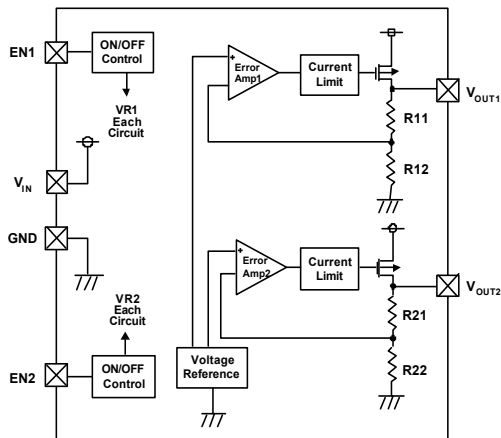 EN1
ON/OFF
Control
VR1
Each
Circuit
VIN
GND
VR2
Each
Circuit
EN2
ON/OFF
Control
+
Error
Amp1
-
Current
Limit
VOUT1
R11
R12
+
Error
Amp2
-
Current
Limit
VOUT2
R21
R22
Voltage
Reference